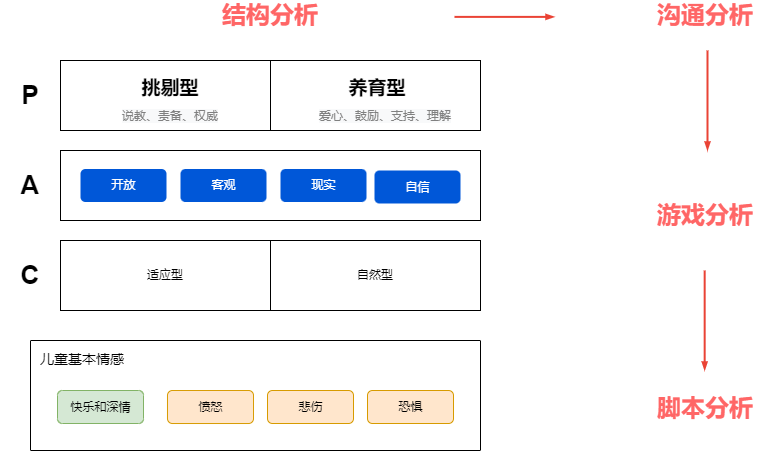 结构分析
沟通分析
P
挑剔型
养育型
说教、责备、权威
爱心、鼓励、支持、理解
A
开放
客观
现实
自信
游戏分析
C
适应型
自然型
儿童基本情感
快乐和深情
愤怒
悲伤
恐惧
脚本分析